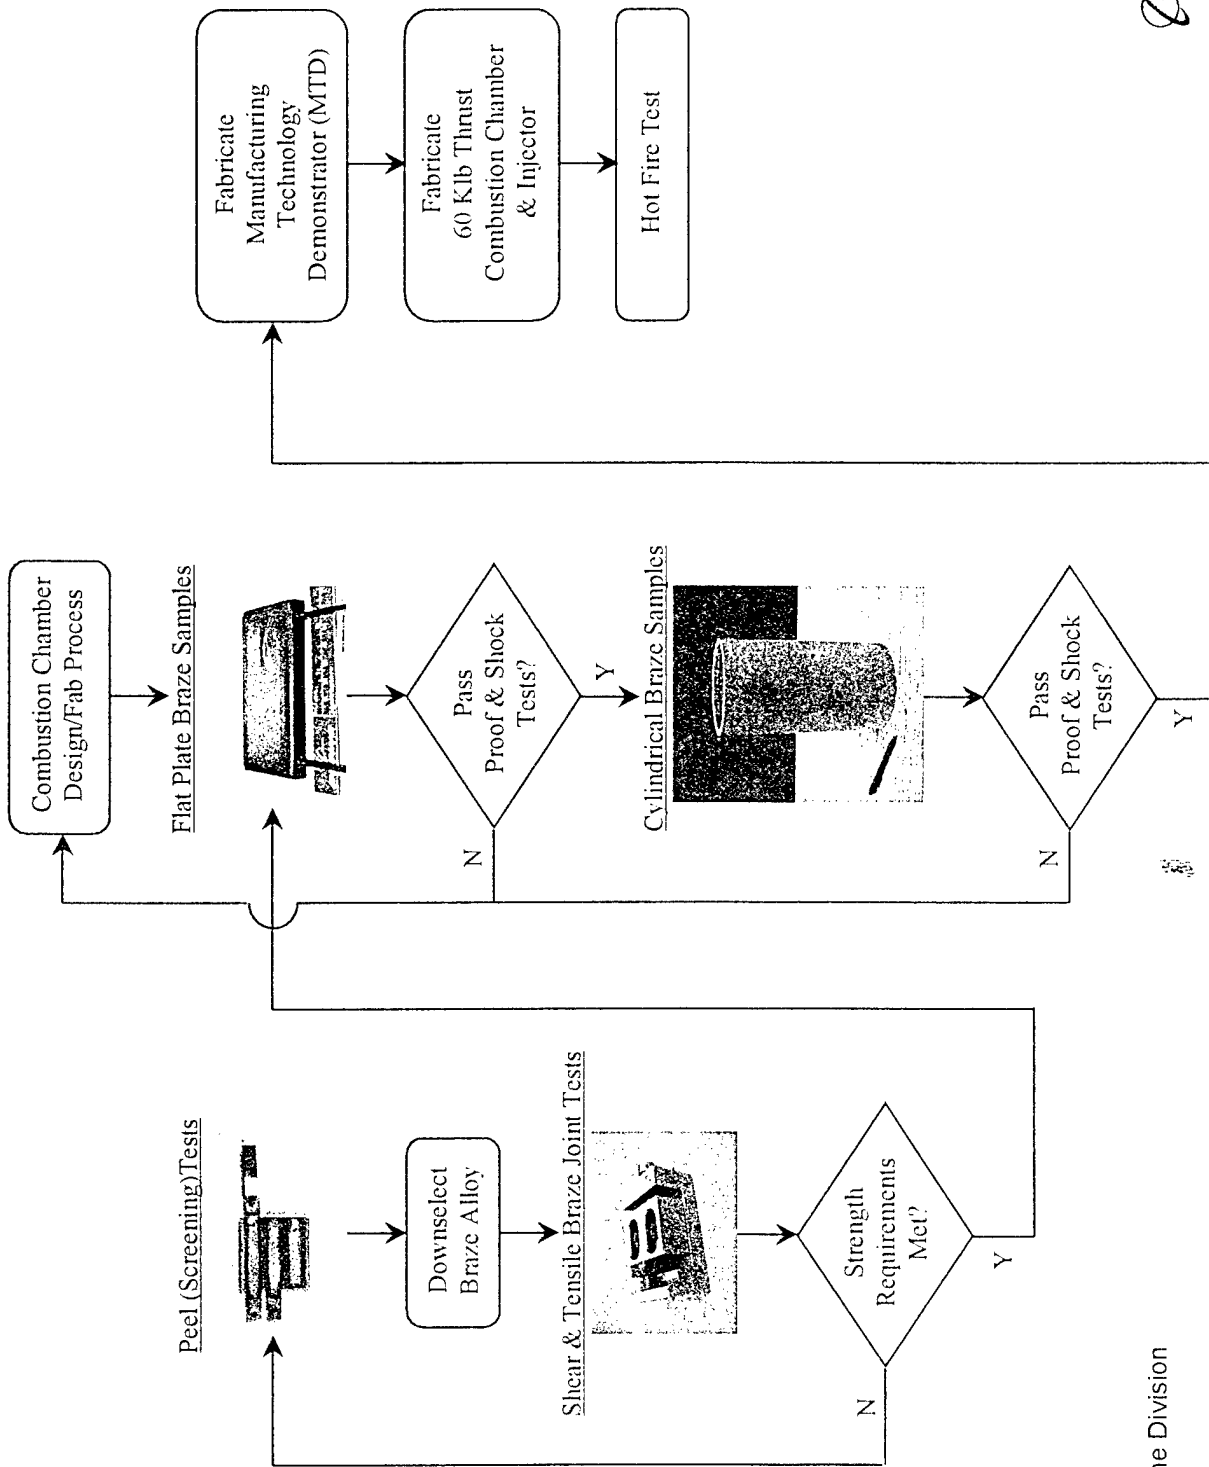 Peel (Screening)Tests
Downselect
Braze Alloy
Shear & Tensile Braze Joint Tests
Strength
Requirements
Met?
N
Y
Combustion Chamber
Design/Fab Process
Flat Plate Braze Samples
Pass
Proof & Shock
Tests?
N
Y
Cylindrical Braze Samples
Pass
Proof & Shock
Tests?
N
Y
Fabricate
Manufacturing
Technology
Demonstrator (MTD)
Fabricate
60 Klb Thrust
Combustion Chamber
& Injector
Hot Fire Test
Division